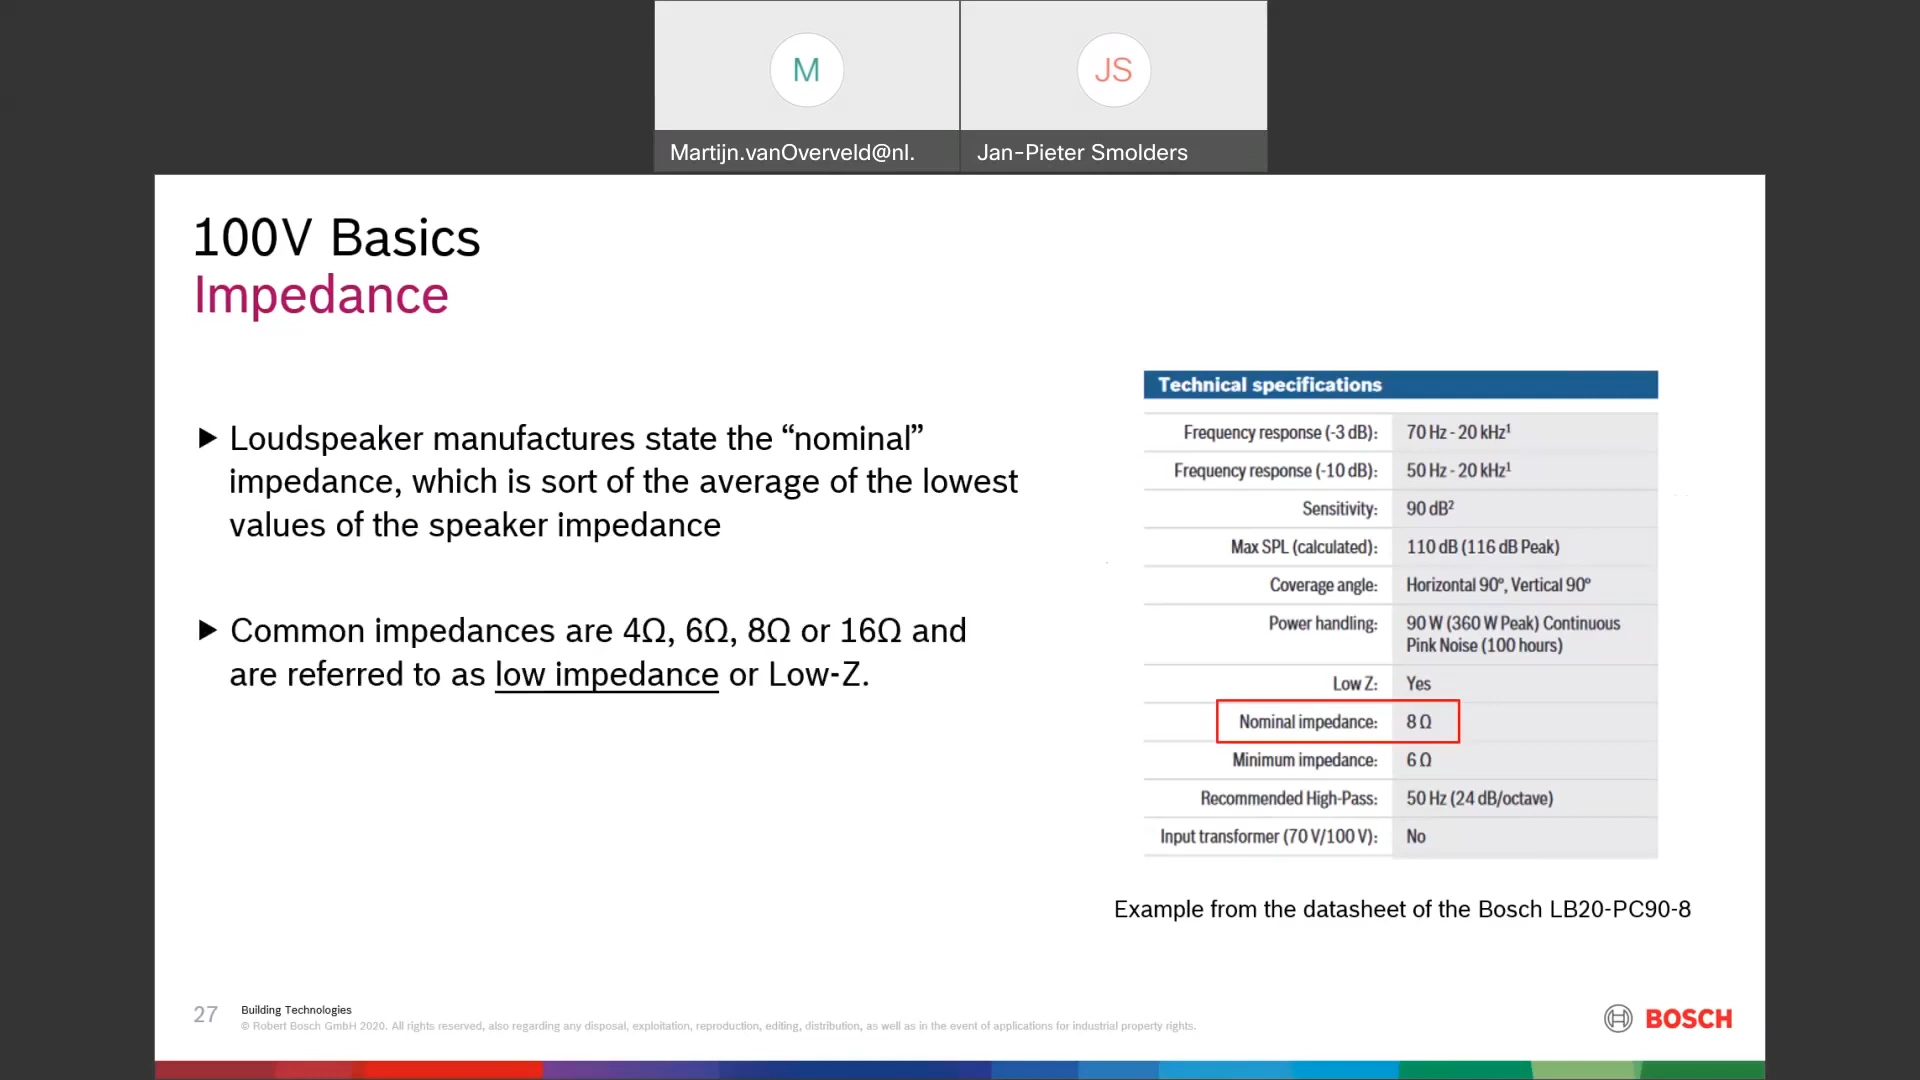 M
JS
Martijn.vanOverveld@nl.
Jan-Pieter Smolders
100V Basics
Impedance
Loudspeaker manufactures state the “nominal”
impedance, which is sort of the average of the lowest
values of the speaker impedance
Common impedances are 4Ω, 6Ω, 8Ω or 16Ω and
are referred to as low impedance or Low-Z.
Technical specifications
Frequency response (-3 dB): 70 Hz - 20 kHz¹
Frequency response (-10 dB): 50 Hz - 20 kHz¹
Sensitivity: 90 dB²
Max SPL (calculated): 110 dB (116 dB Peak)
Coverage angle: Horizontal 90°, Vertical 90°
Power handling: 90 W (360 W Peak) Continuous
Pink Noise (100 hours)
Low Z: Yes
Nominal impedance: 8 Ω
Minimum impedance: 6 Ω
Recommended High-Pass: 50 Hz (24 dB/octave)
Input transformer (70 V/100 V): No
Example from the datasheet of the Bosch LB20-PC90-8
27
Building Technologies
© Robert Bosch GmbH 2020. All rights reserved, also regarding any disposal, exploitation, reproduction, editing, distribution, as well as in the event of applications for industrial property rights.
BOSCH